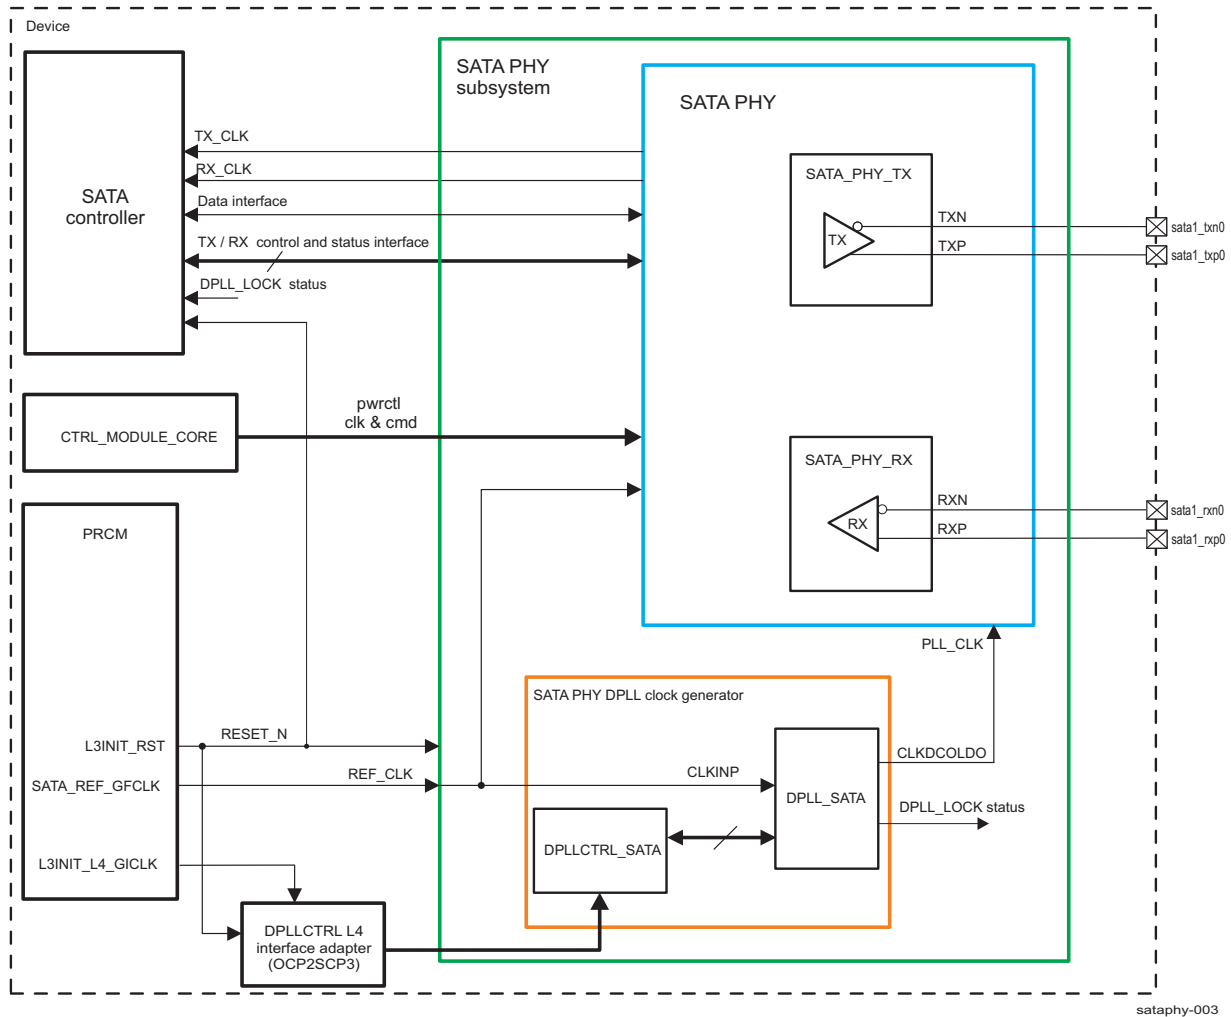 Device
SATA PHY
subsystem
SATA PHY
TX_CLK
RX_CLK
Data interface
TX / RX control and status interface
DPLL_LOCK status
SATA
controller
SATA_PHY_TX
TX
TXN
TXP
sata1_txn0
sata1_txp0
pwrctl
clk & cmd
CTRL_MODULE_CORE
SATA_PHY_RX
RX
RXN
RXP
sata1_rxn0
sata1_rxp0
PRCM
PLL_CLK
SATA PHY DPLL clock generator
L3INIT_RST
RESET_N
SATA_REF_GFCLK
REF_CLK
CLKINP
CLKDCOLDO
DPLL_SATA
DPLL_LOCK status
DPLLCTRL_SATA
L3INIT_L4_GICLK
DPLLCTRL L4
interface adapter
(OCP2SCP3)
sataphy-003